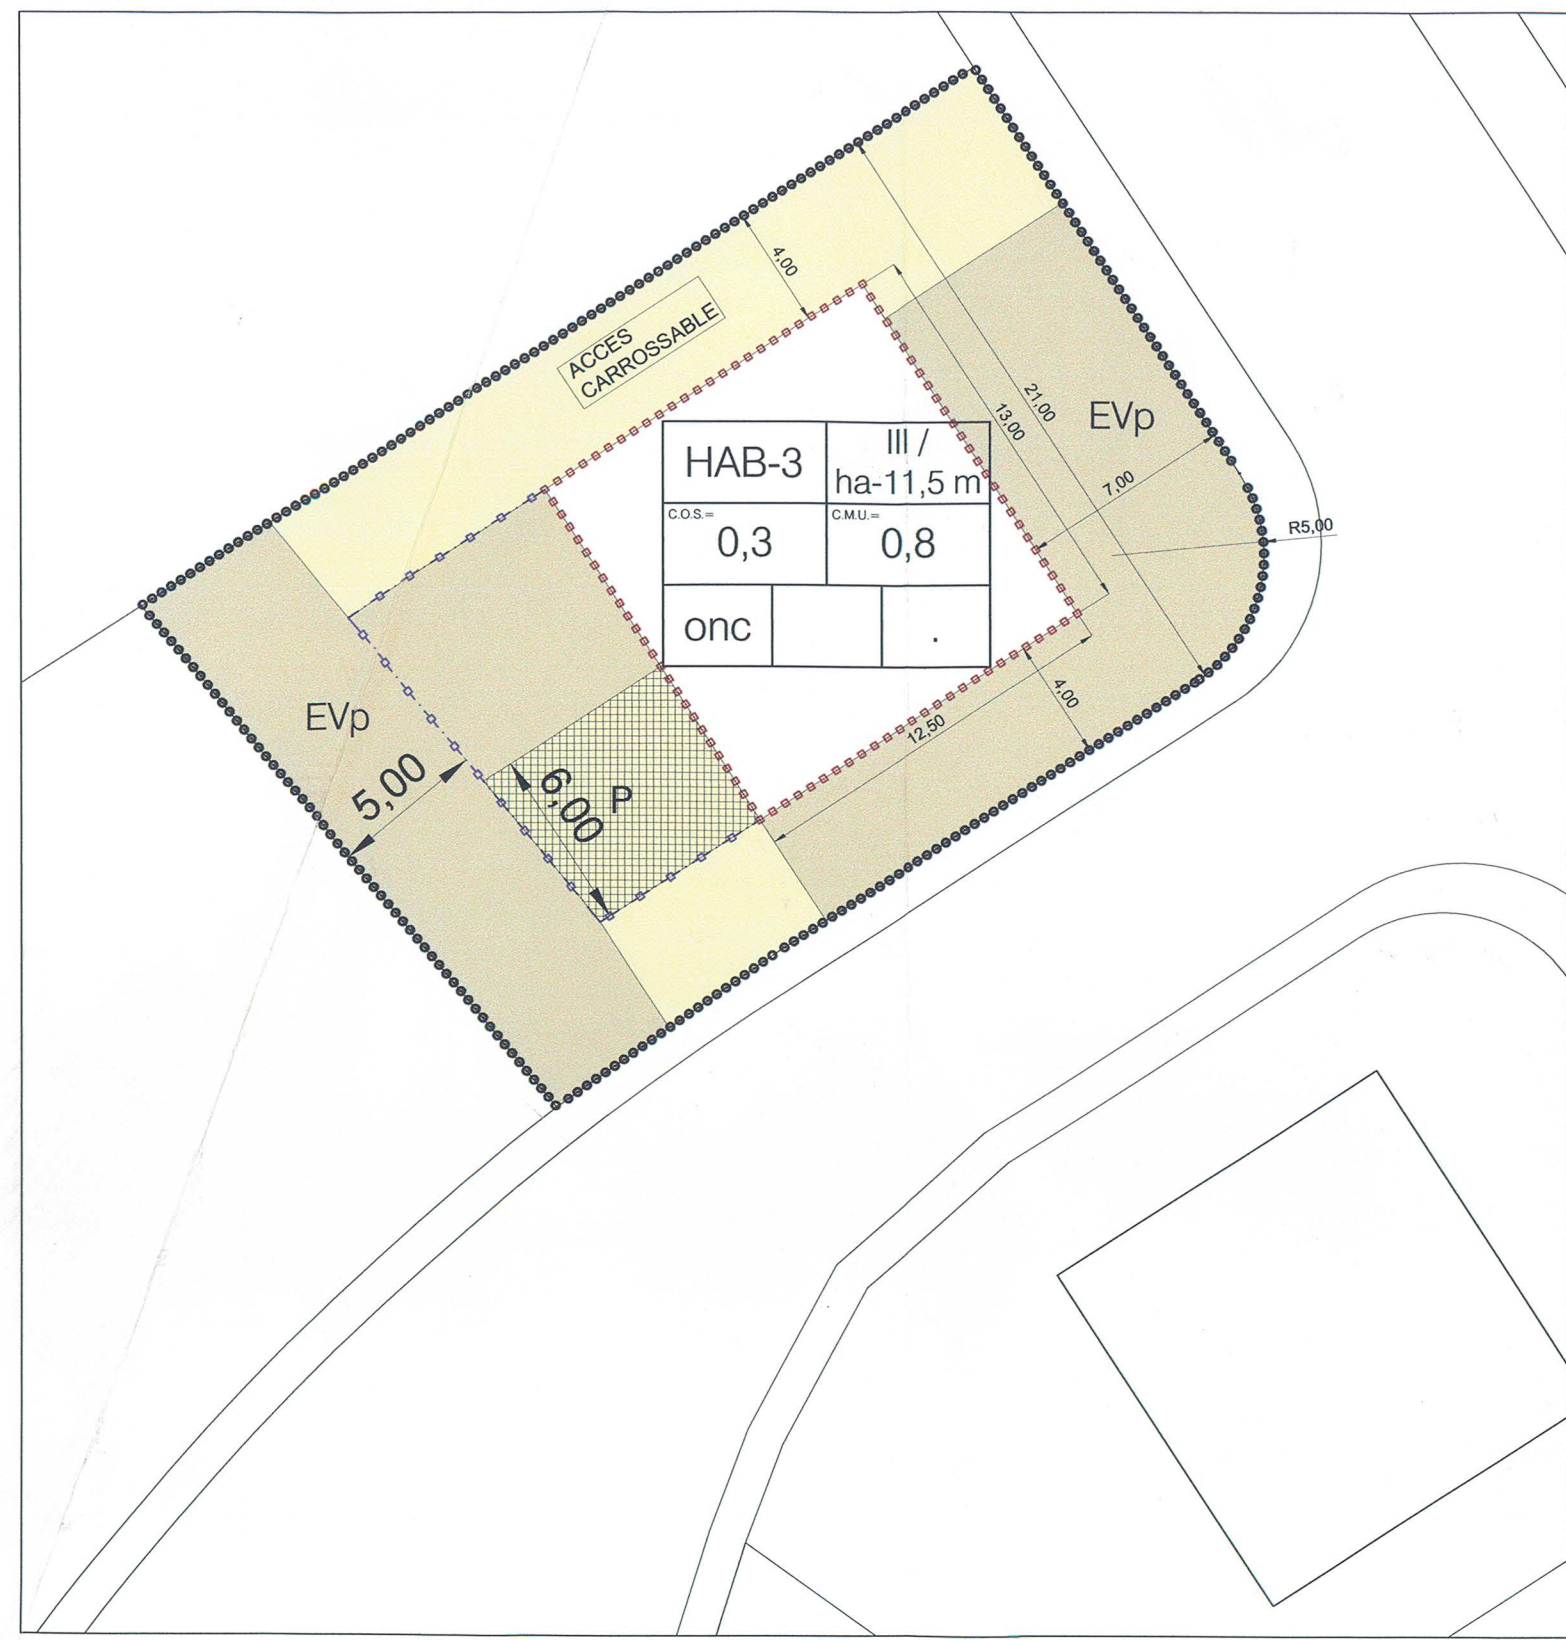 4,00
ACCES
CARROSSABLE
21,00
13,00
EVp
7,00
R5,00
HAB-3
III /
ha-11,5 m
C.O.S.=
0,3
C.M.U.=
0,8
onc
.
4,00
12,50
EVp
5,00
6,00
P